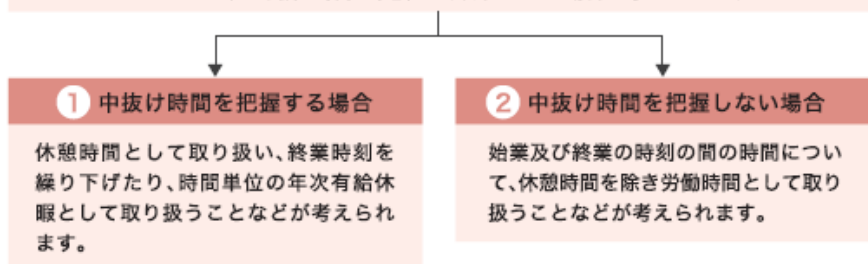 1 中抜け時間を把握する場合
休憩時間として取り扱い、終業時刻を
繰り下げたり、時間単位の年次有給休
暇として取り扱うことなどが考えられ
ます。
2 中抜け時間を把握しない場合
始業及び終業の時刻の間の時間につい
て、休憩時間を除き労働時間として取り
扱うことなどが考えられます。